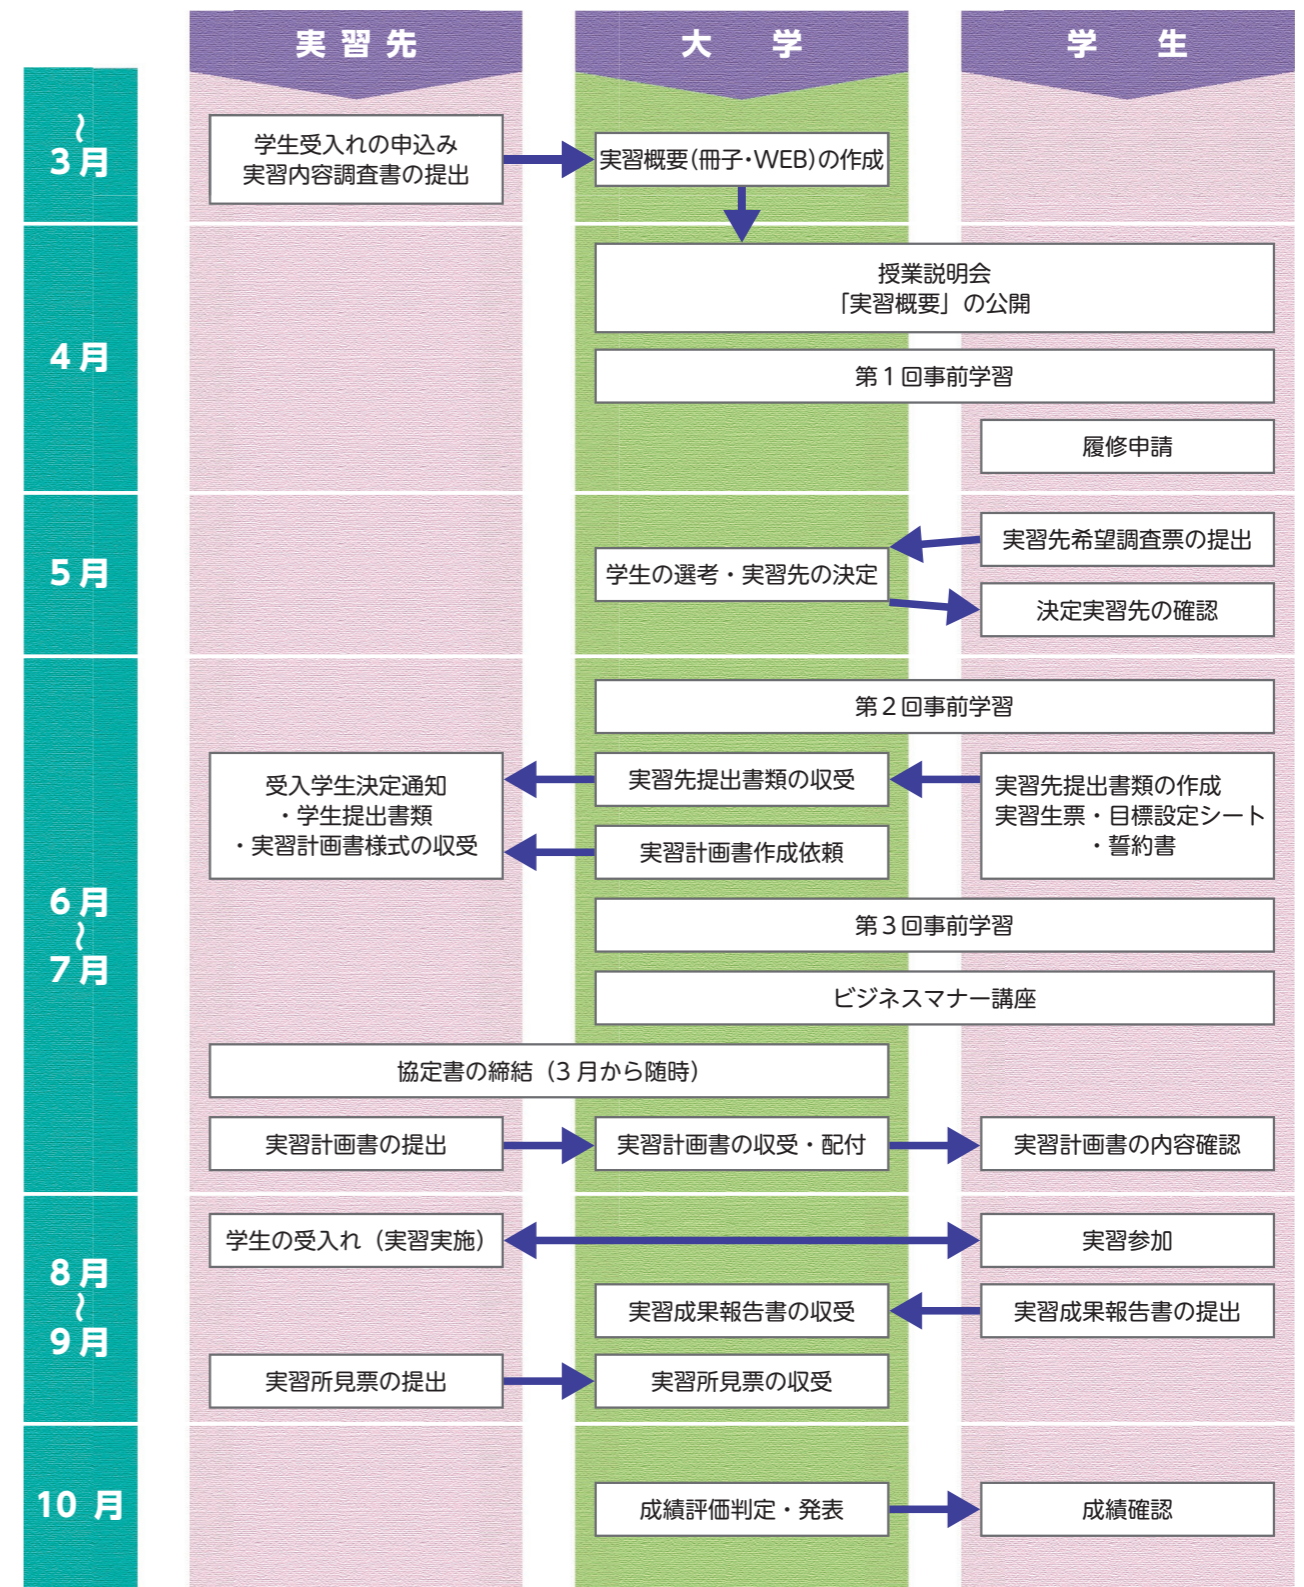 実習先
大 学
学 生
～
3月
学生受入れの申込み
実習内容調査書の提出
実習概要(冊子・WEB)の作成
4月
授業説明会
「実習概要」の公開
第1回事前学習
履修申請
5月
実習先希望調査票の提出
学生の選考・実習先の決定
決定実習先の確認
6月
～
7月
第2回事前学習
受入学生決定通知
・学生提出書類
・実習計画書様式の収受
実習先提出書類の収受
実習計画書作成依頼
実習先提出書類の作成
実習生票・目標設定シート
・誓約書
第3回事前学習
ビジネスマナー講座
協定書の締結（3月から随時）
実習計画書の提出
実習計画書の収受・配付
実習計画書の内容確認
8月
～
9月
学生の受入れ（実習実施）
実習参加
実習成果報告書の収受
実習成果報告書の提出
実習所見票の提出
実習所見票の収受
10 月
成績評価判定・発表
成績確認